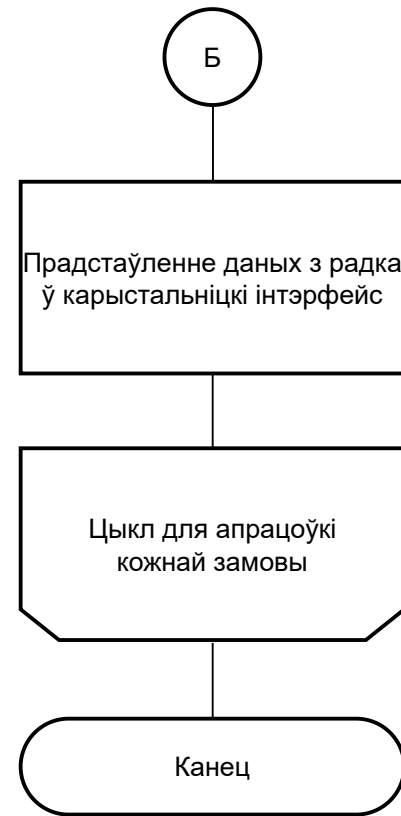 Б
Прадстаўленне даных з радка
ў карыстальніцкі інтэрфейс
Цыкл для апрацоўкі
кожнай замовы
Канец